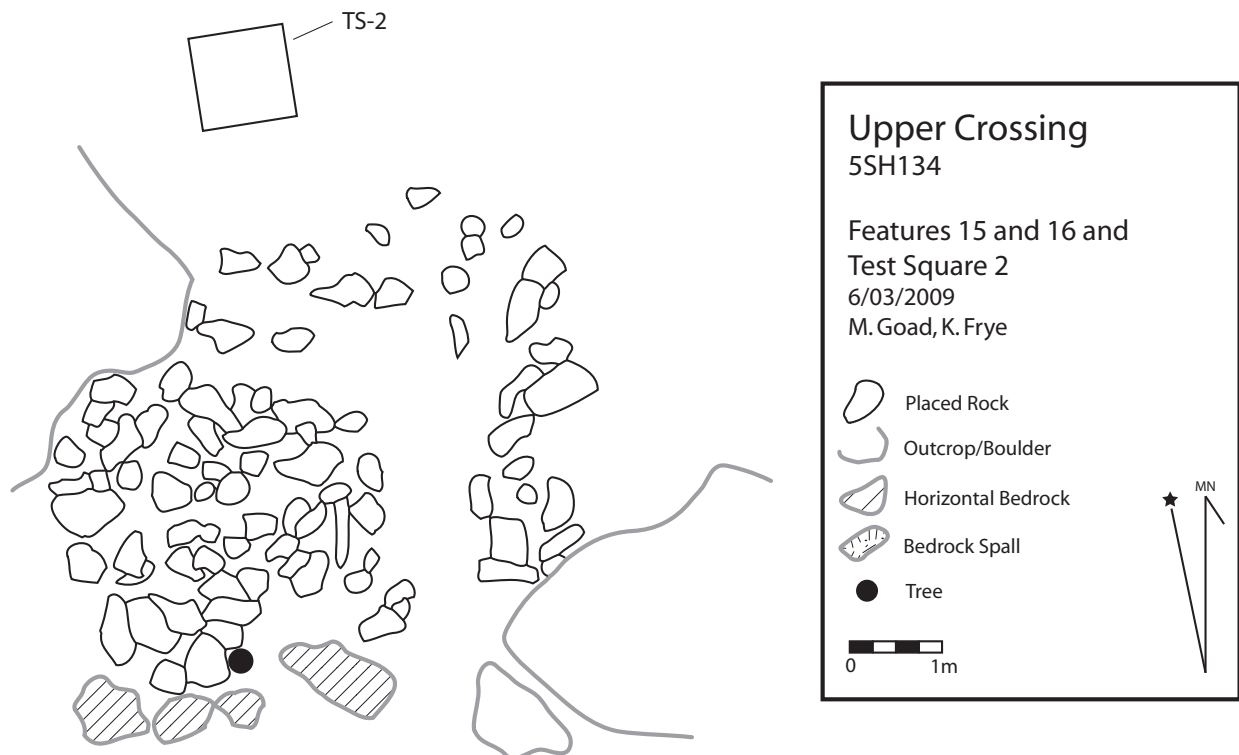 TS-2
Upper Crossing
5SH134
Features 15 and 16 and
Test Square 2
6/03/2009
M. Goad, K. Frye
Placed Rock
Outcrop/Boulder
Horizontal Bedrock
Bedrock Spall
Tree
MN
0 1m